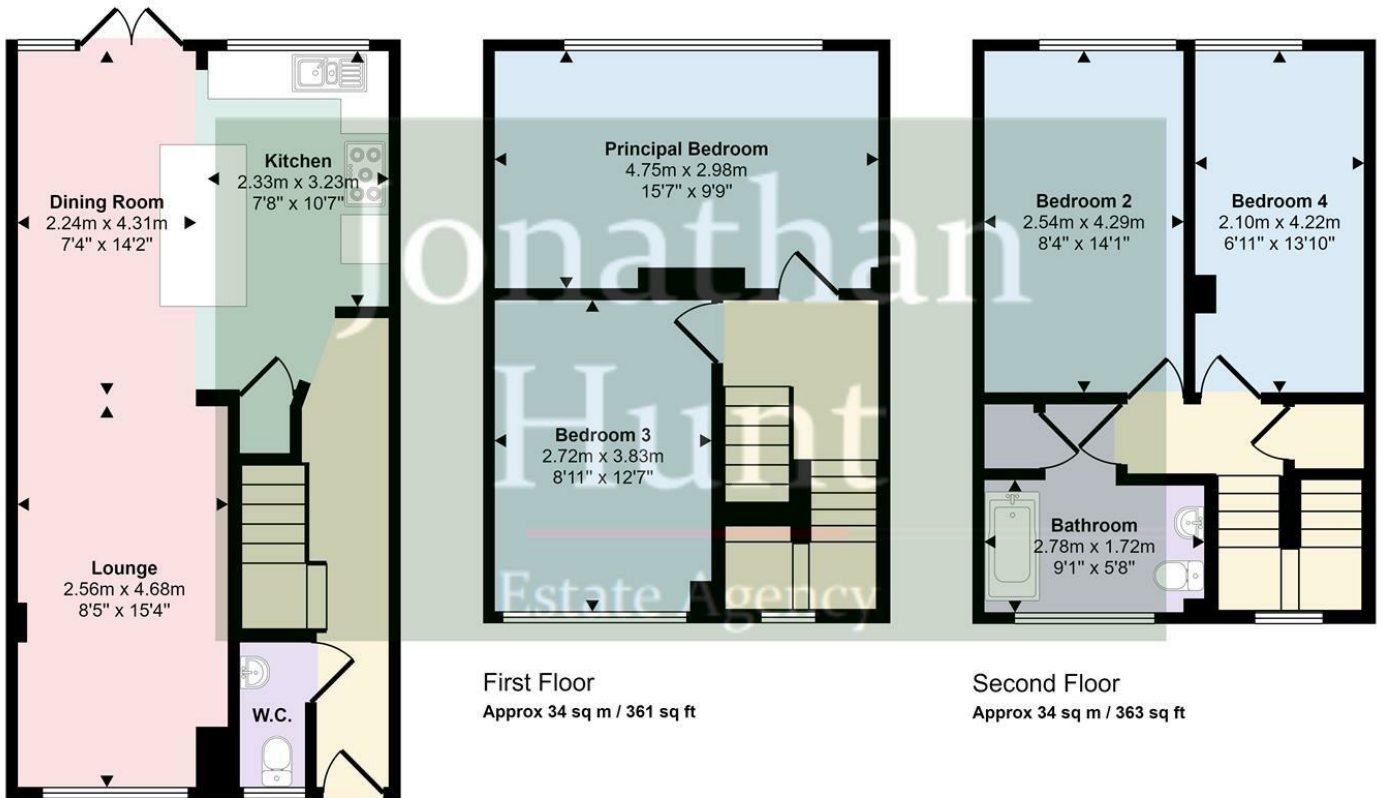 Dining Room
2.24m x 4.31m
7'4" x 14'2"
Kitchen
2.33m x 3.23m
7'8" x 10'7"
Lounge
2.56m x 4.68m
8'5" x 15'4"
W.C.
Principal Bedroom
4.75m x 2.98m
15'7" x 9'9"
Bedroom 3
2.72m x 3.83m
8'11" x 12'7"
First Floor
Approx 34 sq m / 361 sq ft
Bedroom 2
2.54m x 4.29m
8'4" x 14'1"
Bedroom 4
2.10m x 4.22m
6'11" x 13'10"
Bathroom
2.78m x 1.72m
9'1" x 5'8"
Second Floor
Approx 34 sq m / 363 sq ft
Jonathan
Hunt
Estate Agency